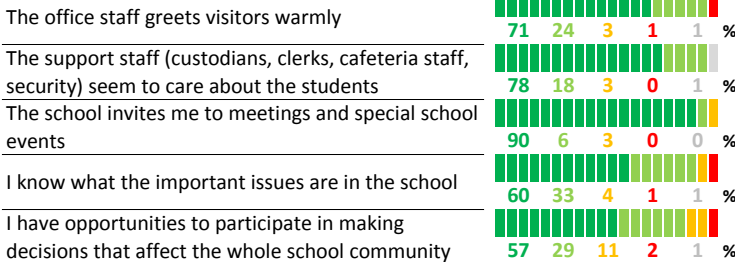 The office staff greets visitors warmly
71 24 3 1 1 %
The support staff (custodians, clerks, cafeteria staff,
security) seem to care about the students
78 18 3 0 1 %
The school invites me to meetings and special school
events
90 6 3 0 0 %
I know what the important issues are in the school
60 33 4 1 1 %
I have opportunities to participate in making
decisions that affect the whole school community
57 29 11 2 1 %